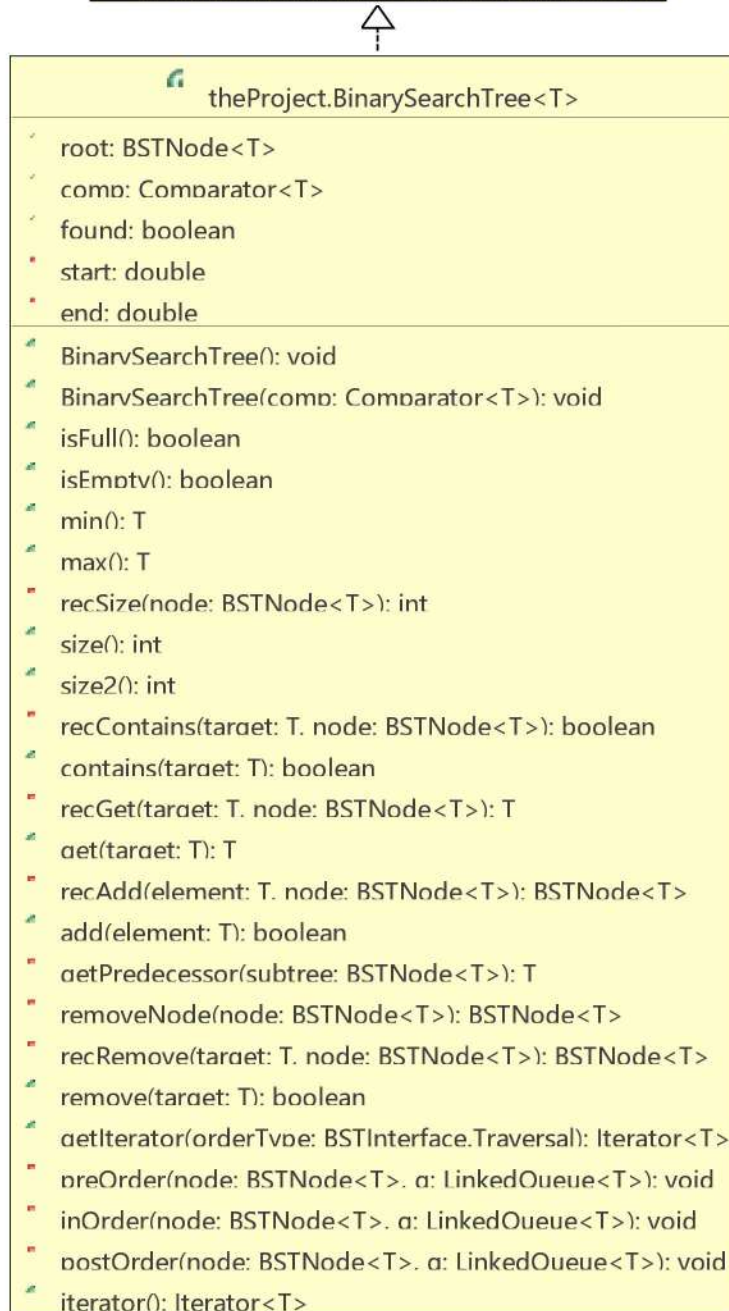 theProject.BinarySearchTree<T>
root: BSTNode<T>
comp: Comparator<T>
found: boolean
start: double
end: double
BinarySearchTree(): void
BinarySearchTree(comp: Comparator<T>): void
isFull(): boolean
isEmpty(): boolean
min(): T
max(): T
recSize(node: BSTNode<T>): int
size(): int
size2(): int
recContains(target: T, node: BSTNode<T>): boolean
contains(target: T): boolean
recGet(target: T, node: BSTNode<T>): T
get(target: T): T
recAdd(element: T, node: BSTNode<T>): BSTNode<T>
add(element: T): boolean
getPredecessor(subtree: BSTNode<T>): T
removeNode(node: BSTNode<T>): BSTNode<T>
recRemove(target: T, node: BSTNode<T>): BSTNode<T>
remove(target: T): boolean
getIterator(orderType: BSTInterface.Traversal): Iterator<T>
preOrder(node: BSTNode<T>, q: LinkedQueue<T>): void
inOrder(node: BSTNode<T>, q: LinkedQueue<T>): void
postOrder(node: BSTNode<T>, q: LinkedQueue<T>): void
iterator(): Iterator<T>